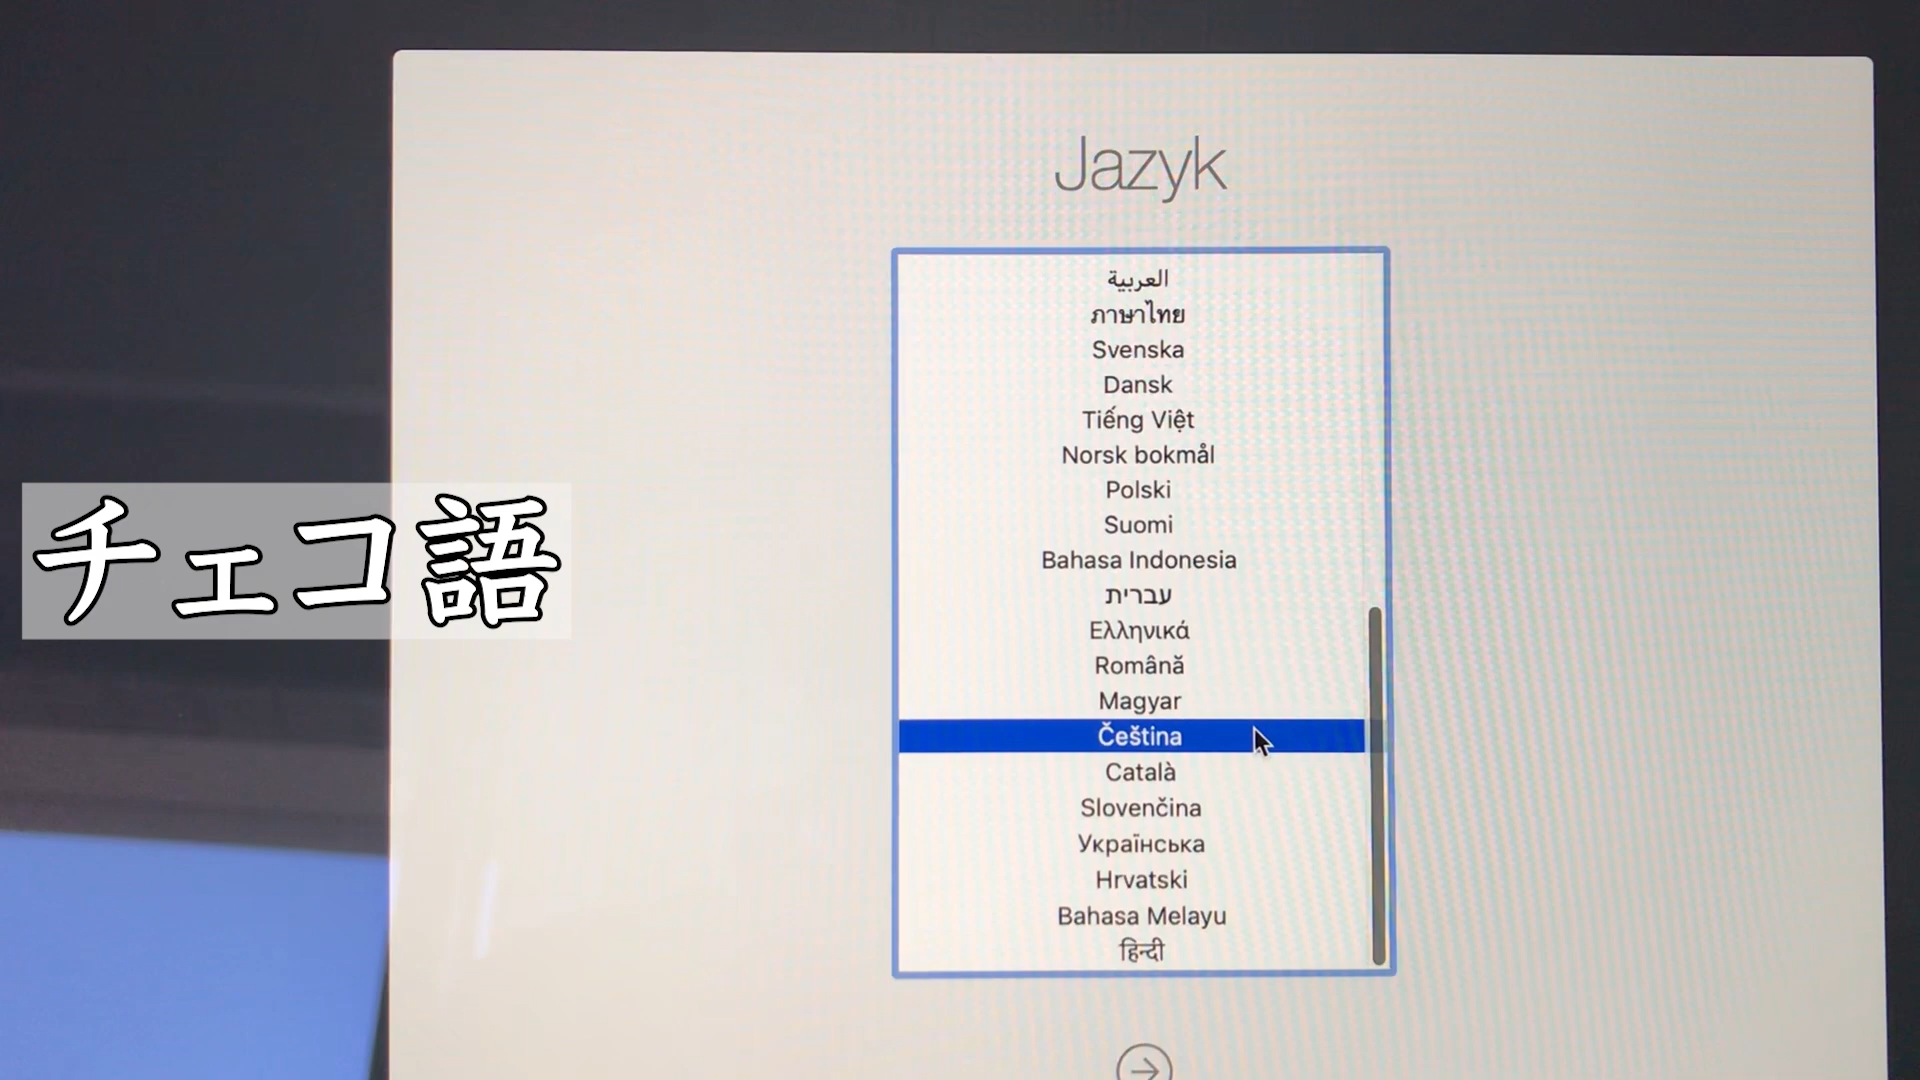 Jazyk
العربية
ภาษาไทย
Svenska
Dansk
Tiếng Việt
Norsk bokmål
Polski
Suomi
Bahasa Indonesia
עברית
Ελληνικά
Română
Magyar
Čeština
Català
Slovenčina
Українська
Hrvatski
Bahasa Melayu
हिन्दी
チェコ語